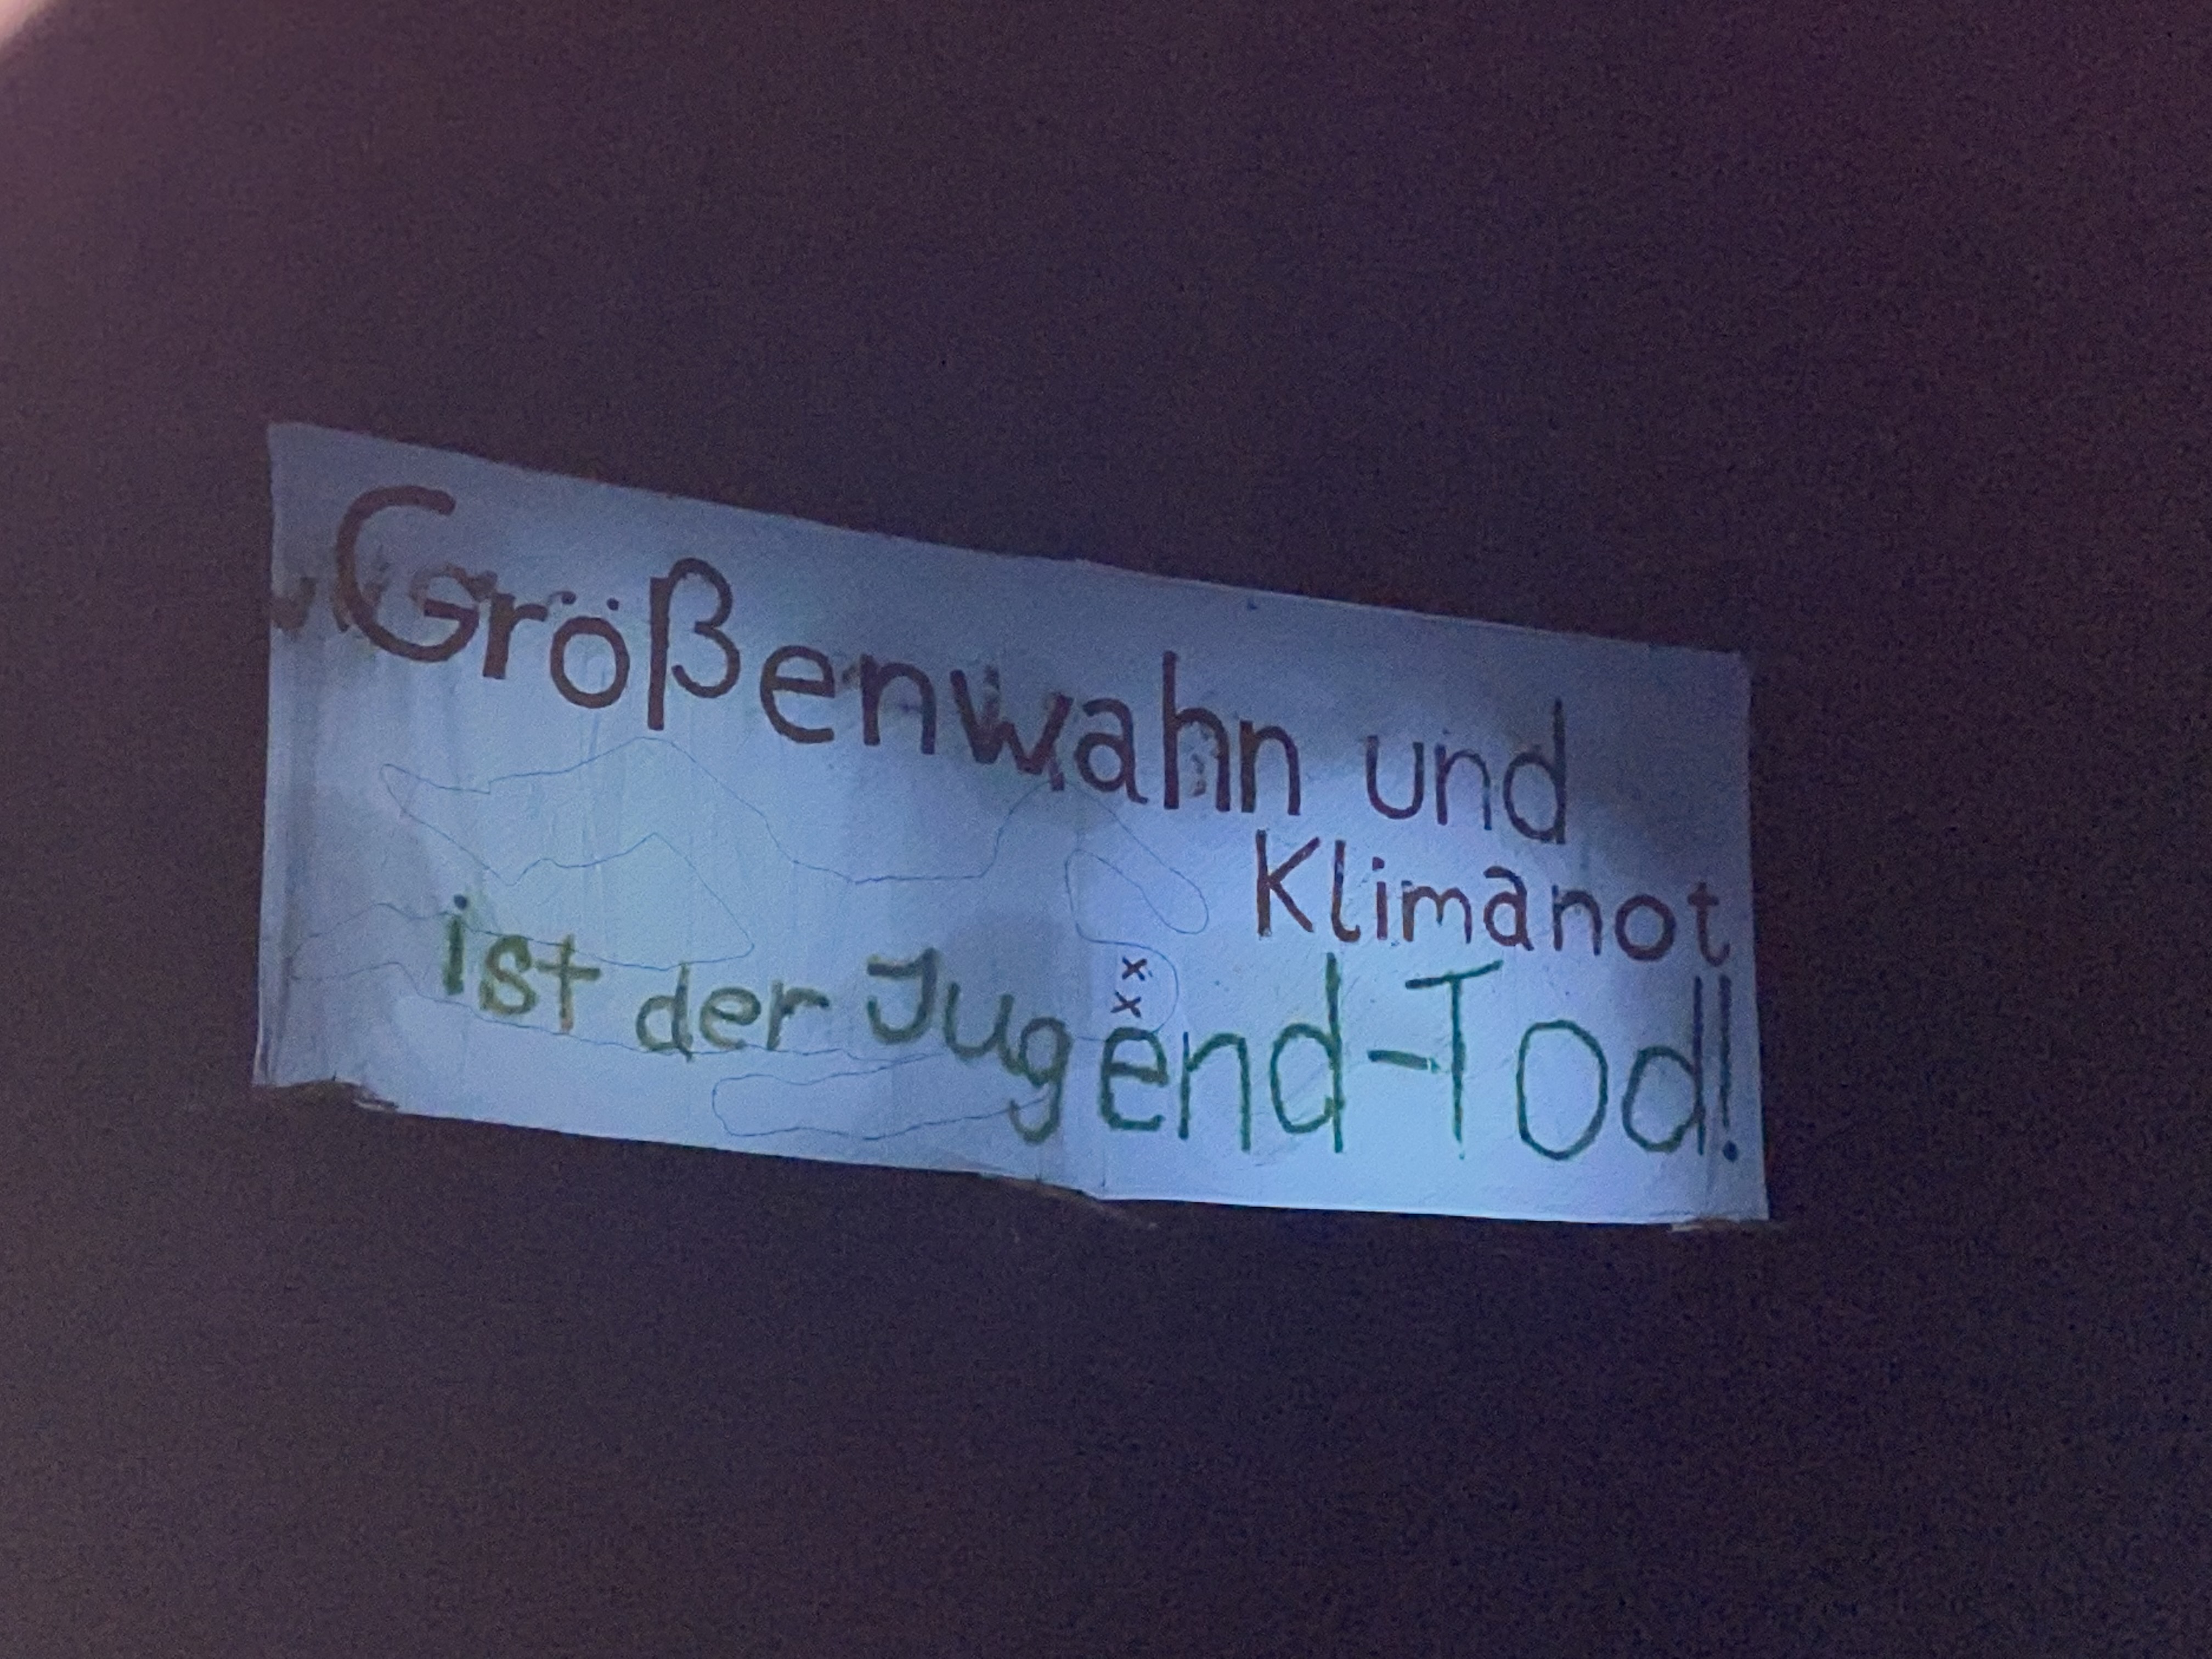 Größenwahn und
Klimanot
ist der Jugend-Tod!